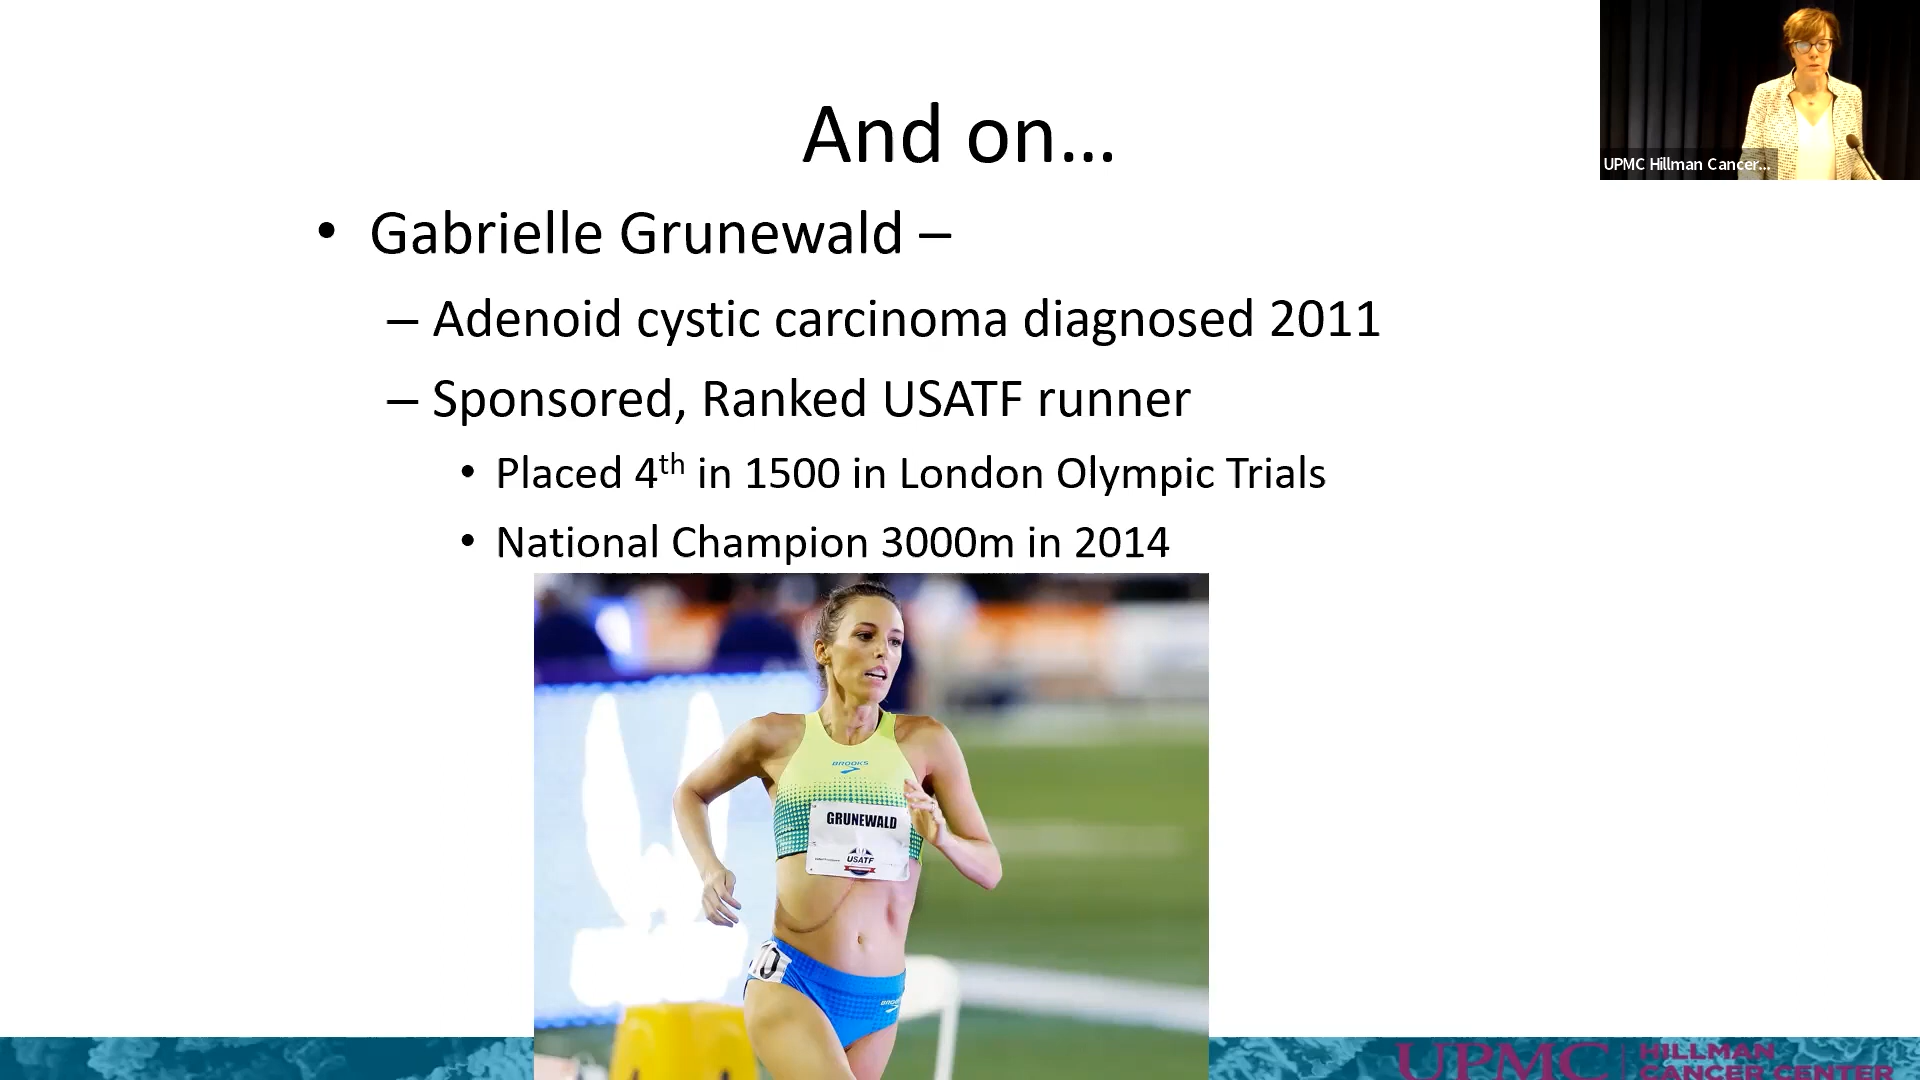 And on...
UPMC Hillman Cancer...
• Gabrielle Grunewald –
– Adenoid cystic carcinoma diagnosed 2011
– Sponsored, Ranked USATF runner
• Placed 4th in 1500 in London Olympic Trials
• National Champion 3000m in 2014
BROOKS
GRUNEWALD
USATF
10
UPMC HILLMAN
CANCER CENTER